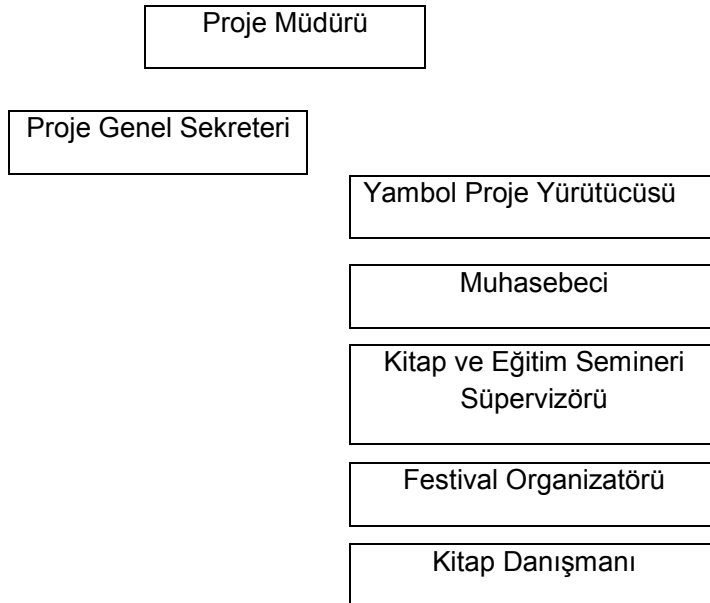 Proje Müdürü
Proje Genel Sekreteri
Yambol Proje Yürütücüsü
Muhasebeci
Kitap ve Eğitim Semineri
Süpervizörü
Festival Organizatörü
Kitap Danışmanı